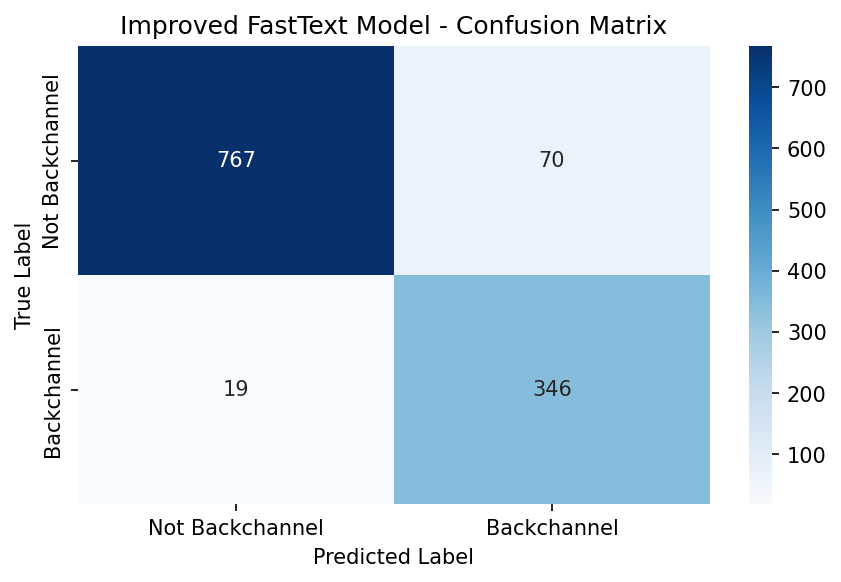 Improved FastText Model - Confusion Matrix
True Label
Not Backchannel
Backchannel
767
70
19
346
Not Backchannel
Backchannel
Predicted Label
700
600
500
400
300
200
100